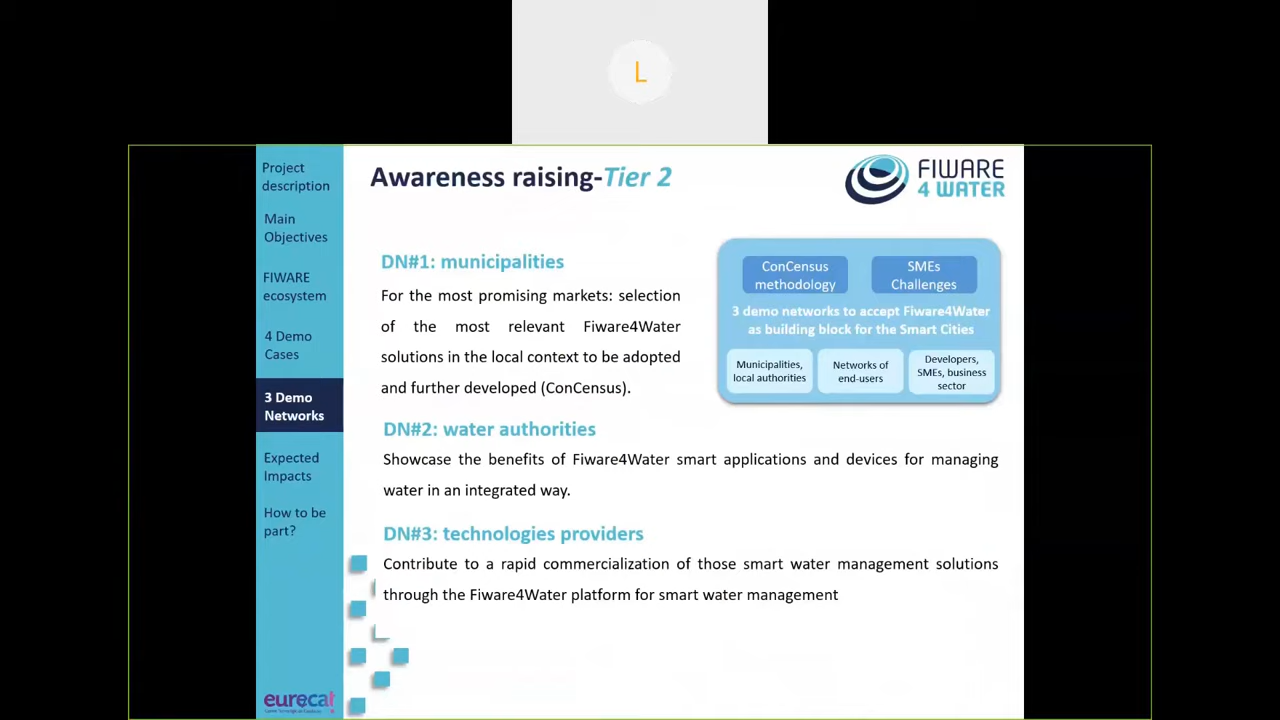 L
Project
description
Main
Objectives
FIWARE
ecosystem
4 Demo
Cases
3 Demo
Networks
Expected
Impacts
How to be
part?
eurecat
Awareness raising-Tier 2
FIWARE
4 WATER
DN#1: municipalities
For the most promising markets: selection
of the most relevant Fiware4Water
solutions in the local context to be adopted
and further developed (ConCensus).
ConCensus
methodology
SMEs
Challenges
3 demo networks to accept Fiware4Water
as building block for the Smart Cities
Municipalities,
local authorities
Networks of
end-users
Developers,
SMEs, business
sector
DN#2: water authorities
Showcase the benefits of Fiware4Water smart applications and devices for managing
water in an integrated way.
DN#3: technologies providers
Contribute to a rapid commercialization of those smart water management solutions
through the Fiware4Water platform for smart water management